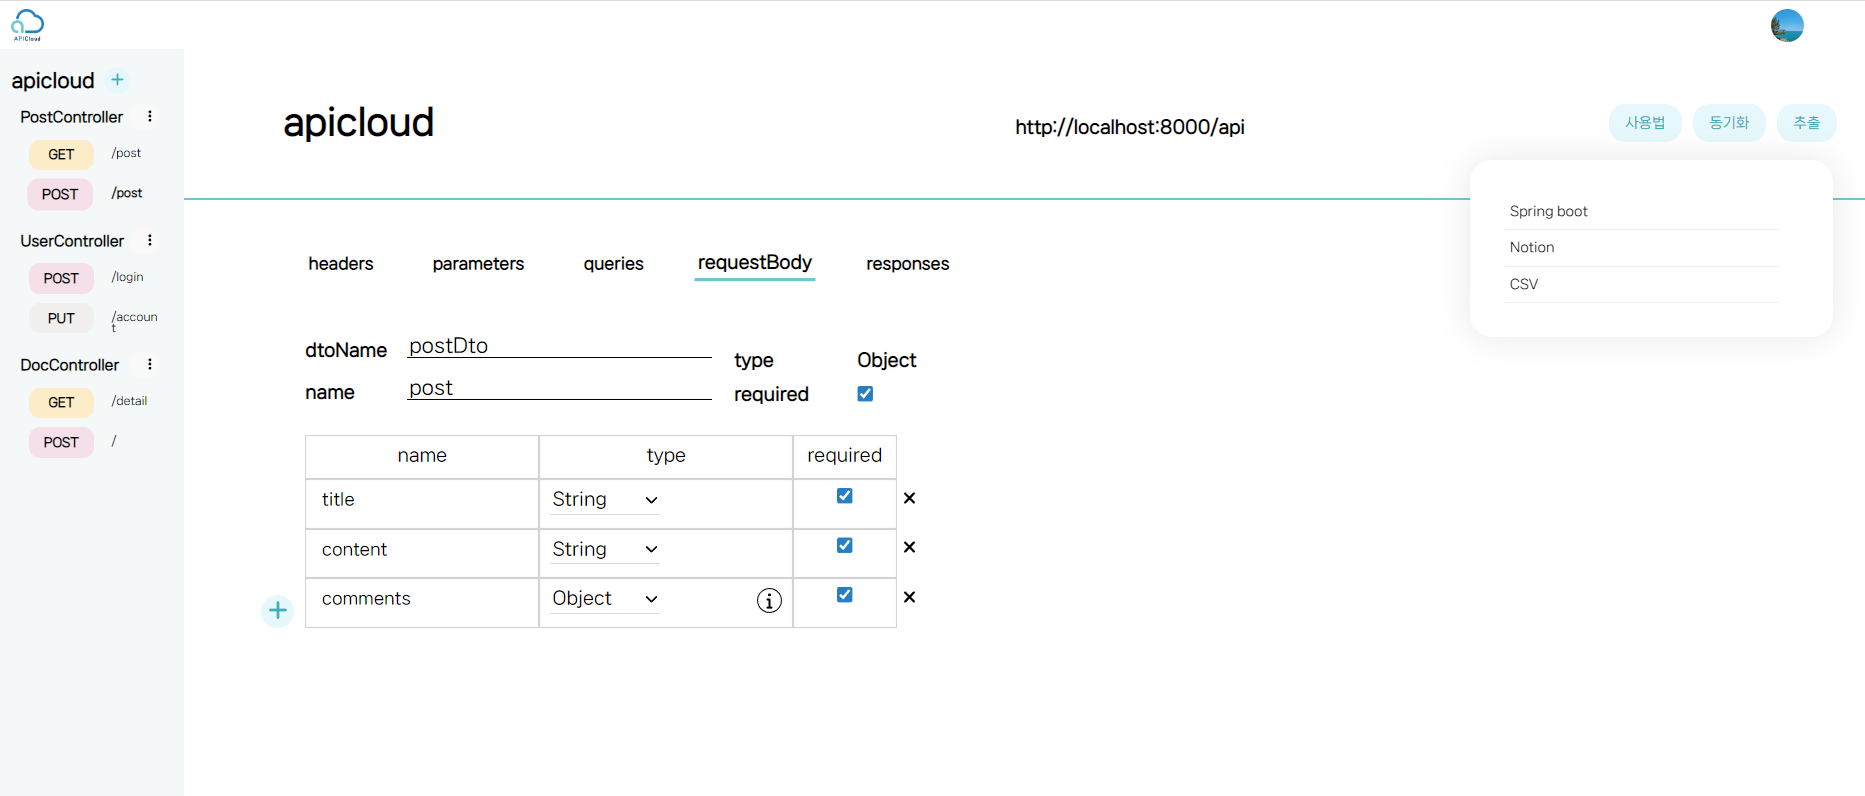 APICloud
apicloud
PostController
GET /post
POST /post
UserController
POST /login
PUT /accoun
t
DocController
GET /detail
POST /
apicloud
http://localhost:8000/api
사용법 동기화 추출
Spring boot
Notion
CSV
headers parameters queries requestBody responses
dtoName postDto type Object
name post required
name type required
title String
content String
comments Object